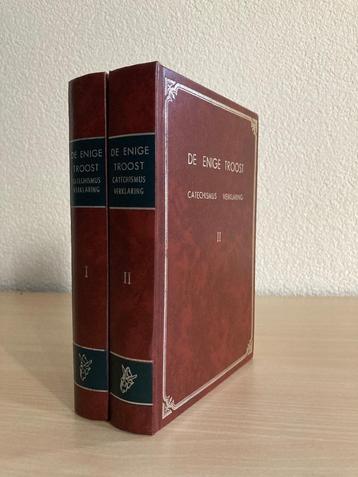 DE ENIGE
TROOST
CATECHISMUS
VERKLARING
I
DE ENIGE
TROOST
CATECHISMUS
VERKLARING
II
DE ENIGE TROOST
CATECHISMUS VERKLARING
II